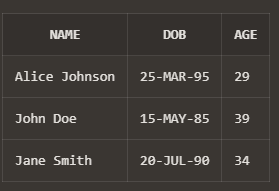 NAME DOB AGE
Alice Johnson 25-MAR-95 29
John Doe 15-MAY-85 39
Jane Smith 20-JUL-90 34